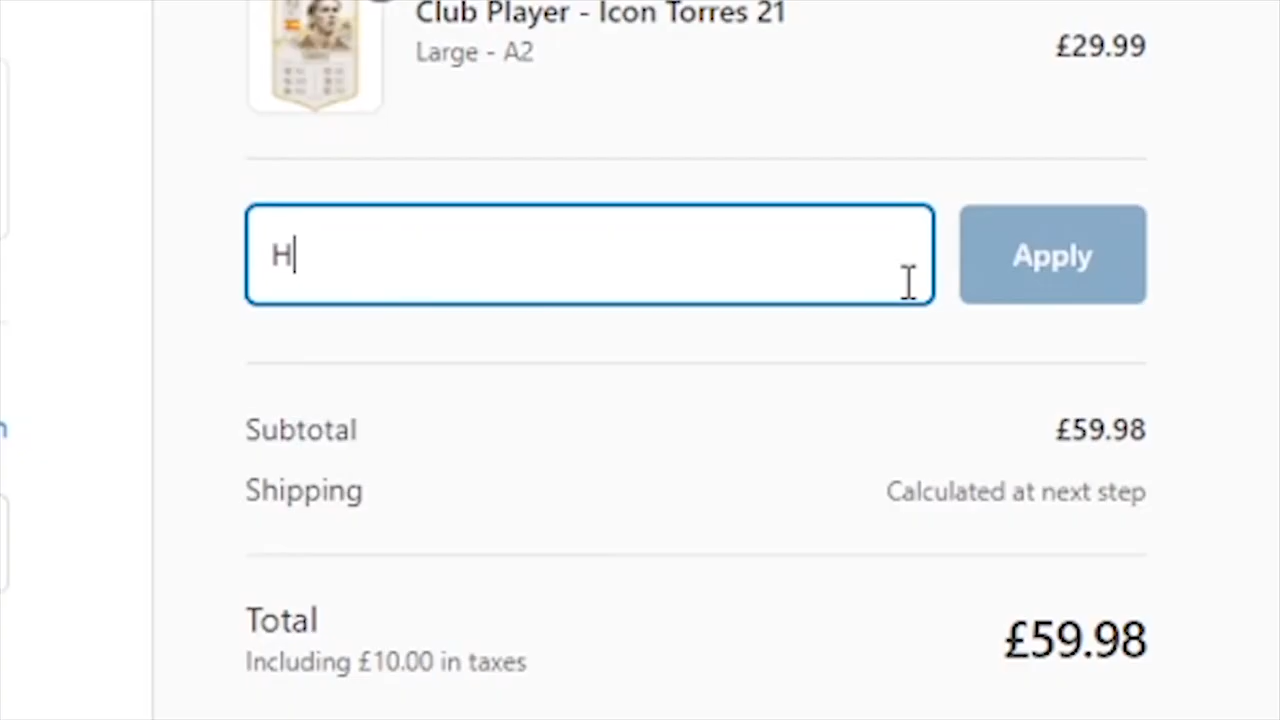 Club Player - Icon Torres 21
Large - A2
£29.99
H
Apply
Subtotal
£59.98
Shipping
Calculated at next step
Total
Including £10.00 in taxes
£59.98